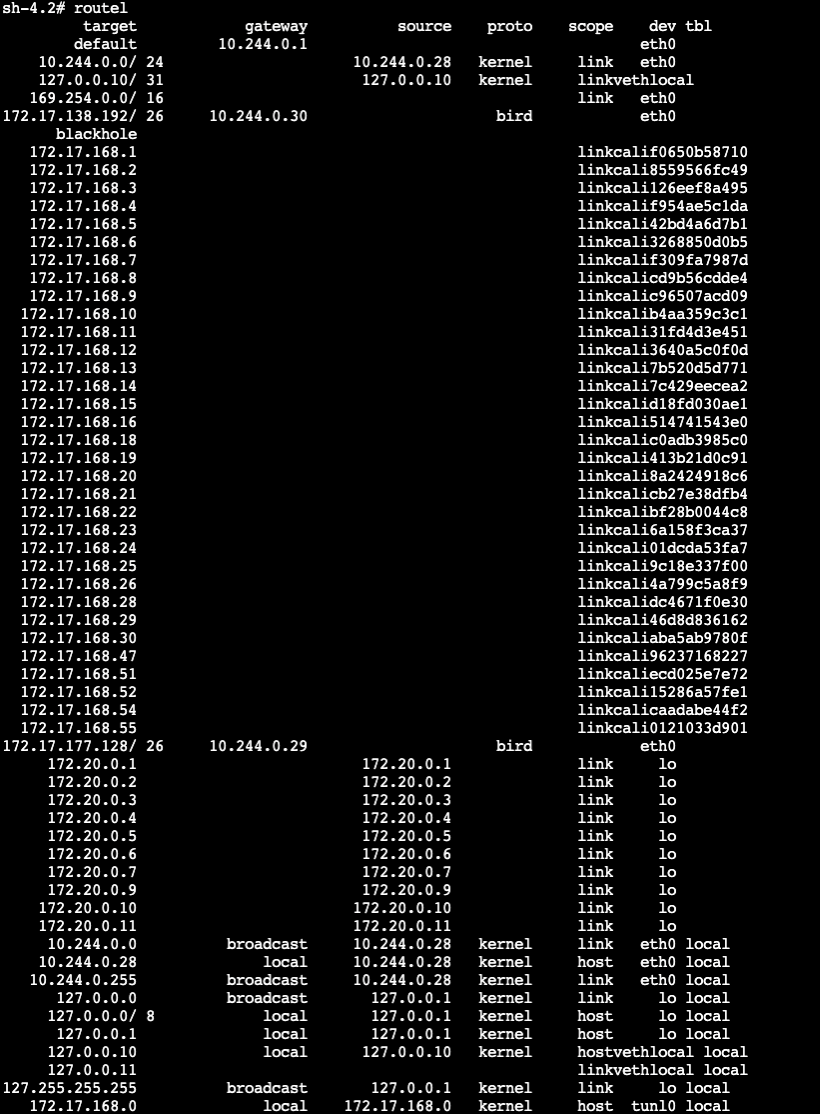 sh-4.2# routel
target gateway source proto scope dev tbl
default 10.244.0.1 eth0
10.244.0.0/ 24 10.244.0.28 kernel link eth0
127.0.0.10/ 31 127.0.0.10 kernel linkvethlocal
169.254.0.0/ 16 link eth0
172.17.138.192/ 26 10.244.0.30 bird eth0
blackhole
172.17.168.1 linkcalif0650b58710
172.17.168.2 linkcali8559566fc49
172.17.168.3 linkcali126eef8a495
172.17.168.4 linkcalif954ae5c1da
172.17.168.5 linkcali42bd4a6d7b1
172.17.168.6 linkcali3268850d0b5
172.17.168.7 linkcalif309fa7987d
172.17.168.8 linkcalicd9b56cdde4
172.17.168.9 linkcalic96507acd09
172.17.168.10 linkcalib4aa359c3c1
172.17.168.11 linkcali31fd4d3e451
172.17.168.12 linkcali3640a5c0f0d
172.17.168.13 linkcali7b520d5d771
172.17.168.14 linkcali7c429eecea2
172.17.168.15 linkcalid18fd030ae1
172.17.168.16 linkcali514741543e0
172.17.168.18 linkcalic0adb3985c0
172.17.168.19 linkcali413b21d0c91
172.17.168.20 linkcali8a2424918c6
172.17.168.21 linkcalicb27e38dfb4
172.17.168.22 linkcalibf28b0044c8
172.17.168.23 linkcali6a158f3ca37
172.17.168.24 linkcali01dcda53fa7
172.17.168.25 linkcali9c18e337f00
172.17.168.26 linkcali4a799c5a8f9
172.17.168.28 linkcalidc4671f0e30
172.17.168.29 linkcali46d8d836162
172.17.168.30 linkcaliaba5ab9780f
172.17.168.47 linkcali96237168227
172.17.168.51 linkcaliecd025e7e72
172.17.168.52 linkcali15286a57fe1
172.17.168.54 linkcalicaadabe44f2
172.17.168.55 linkcali0121033d901
172.17.177.128/ 26 10.244.0.29 bird eth0
172.20.0.1 172.20.0.1 link lo
172.20.0.2 172.20.0.2 link lo
172.20.0.3 172.20.0.3 link lo
172.20.0.4 172.20.0.4 link lo
172.20.0.5 172.20.0.5 link lo
172.20.0.6 172.20.0.6 link lo
172.20.0.7 172.20.0.7 link lo
172.20.0.9 172.20.0.9 link lo
172.20.0.10 172.20.0.10 link lo
172.20.0.11 172.20.0.11 link lo
10.244.0.0 broadcast 10.244.0.28 kernel link eth0 local
10.244.0.28 local 10.244.0.28 kernel host eth0 local
10.244.0.255 broadcast 10.244.0.28 kernel link eth0 local
127.0.0.0 broadcast 127.0.0.1 kernel link lo local
127.0.0.0/ 8 local 127.0.0.1 kernel host lo local
127.0.0.1 local 127.0.0.1 kernel host lo local
127.0.0.10 local 127.0.0.10 kernel hostvethlocal local
127.0.0.11 linkvethlocal local
127.255.255.255 broadcast 127.0.0.1 kernel link lo local
172.17.168.0 local 172.17.168.0 kernel host tunl0 local